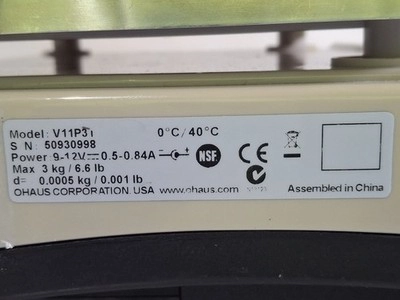 Model: V11P3T 0°C/40°C
S N: 50930998
Power 9-12V⎓0.5-0.84A - +
Max 3 kg / 6.6 lb
d= 0.0005 kg / 0.001 lb
OHAUS CORPORATION, USA www.ohaus.com
NSF.
CE
Assembled in China